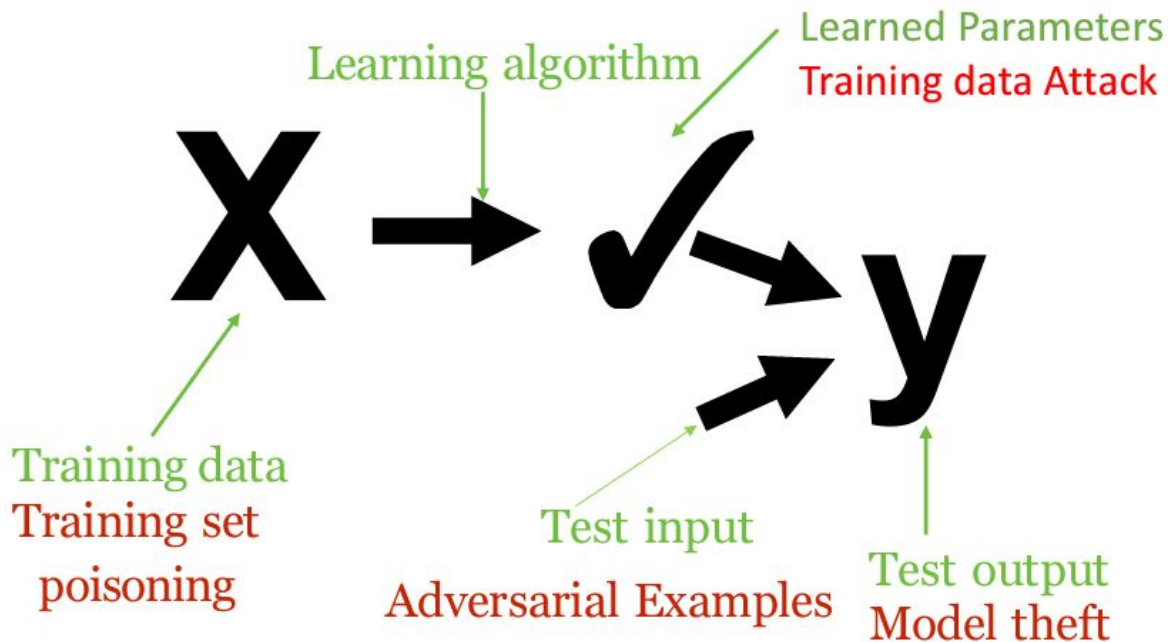 Learned Parameters
Training data Attack
Learning algorithm
X
y
Training data
Training set
poisoning
Test input
Adversarial Examples
Test output
Model theft